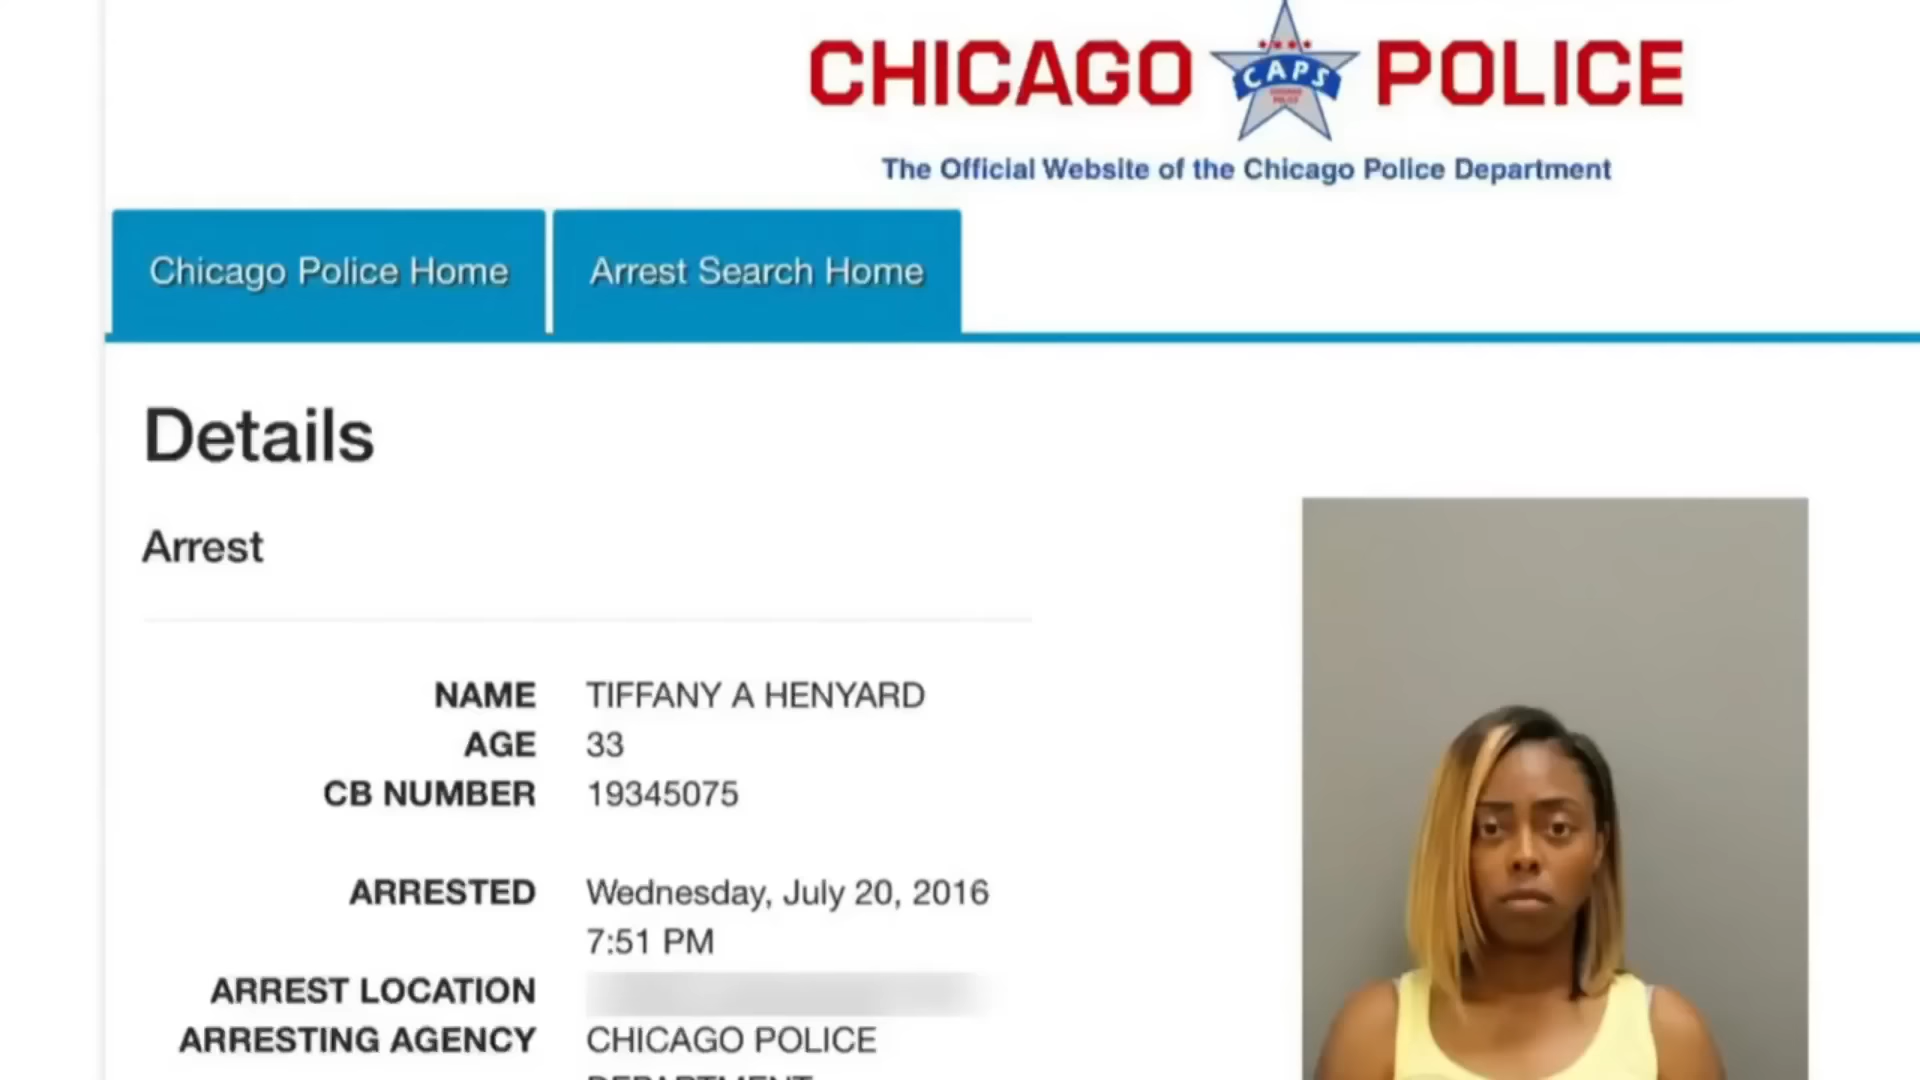 CHICAGO CAPS POLICE
The Official Website of the Chicago Police Department
Chicago Police Home
Arrest Search Home
Details
Arrest
NAME TIFFANY A HENYARD
AGE 33
CB NUMBER 19345075
ARRESTED Wednesday, July 20, 2016
7:51 PM
ARREST LOCATION
ARRESTING AGENCY CHICAGO POLICE
DEPARTMENT